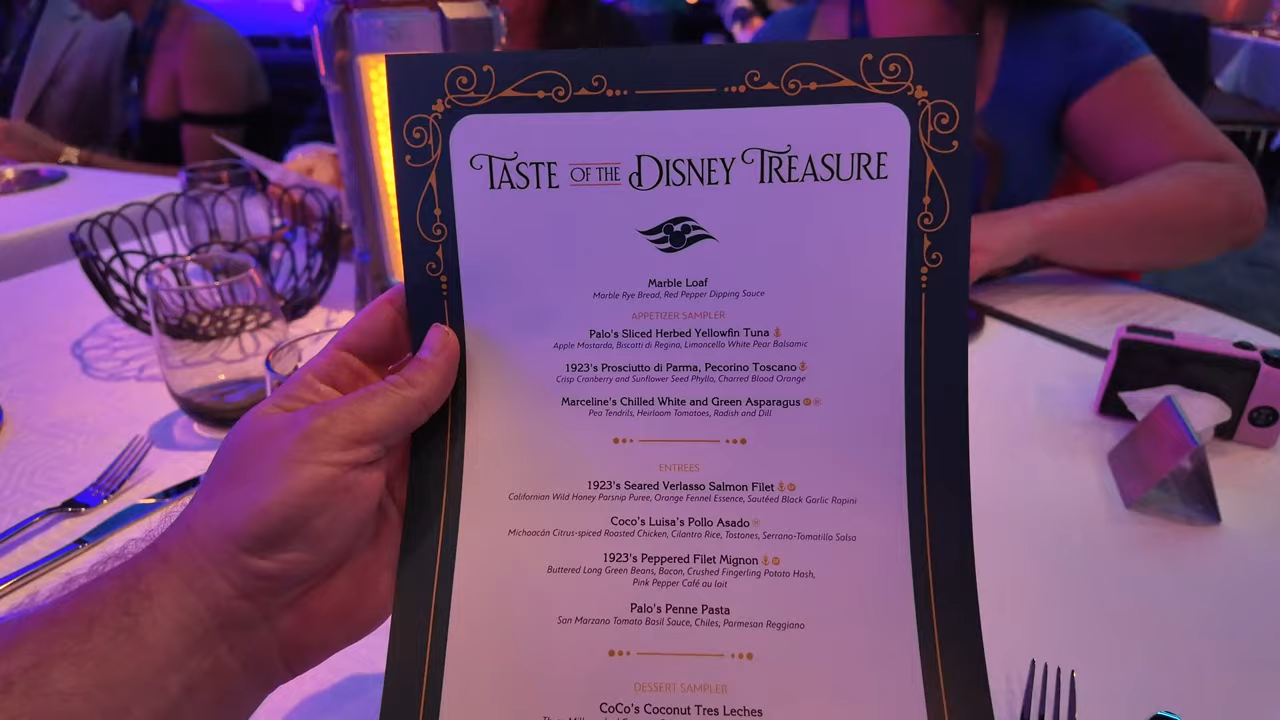 TASTE OF THE DISNEY TREASURE
Marble Loaf
Marble Rye Bread, Red Pepper Dipping Sauce
APPETIZER SAMPLER
Palo's Sliced Herbed Yellowfin Tuna
Apple Mostarda, Biscotti di Regina, Limoncello White Pear Balsamic
1923's Prosciutto di Parma, Pecorino Toscano
Crisp Cranberry and Sunflower Seed Phyllo, Charred Blood Orange
Marceline's Chilled White and Green Asparagus
Pea Tendrils, Heirloom Tomatoes, Radish and Dill
ENTREES
1923's Seared Verlasso Salmon Filet
Californian Wild Honey Parsnip Puree, Orange Fennel Essence, Sautéed Black Garlic Rapini
Coco's Luisa's Pollo Asado
Michoacán Citrus-spiced Roasted Chicken, Cilantro Rice, Tostones, Serrano-Tomatillo Salsa
1923's Peppered Filet Mignon
Buttered Long Green Beans, Bacon, Crushed Fingerling Potato Hash,
Pink Pepper Café au lait
Palo's Penne Pasta
San Marzano Tomato Basil Sauce, Chiles, Parmesan Reggiano
DESSERT SAMPLER
CoCo's Coconut Tres Leches